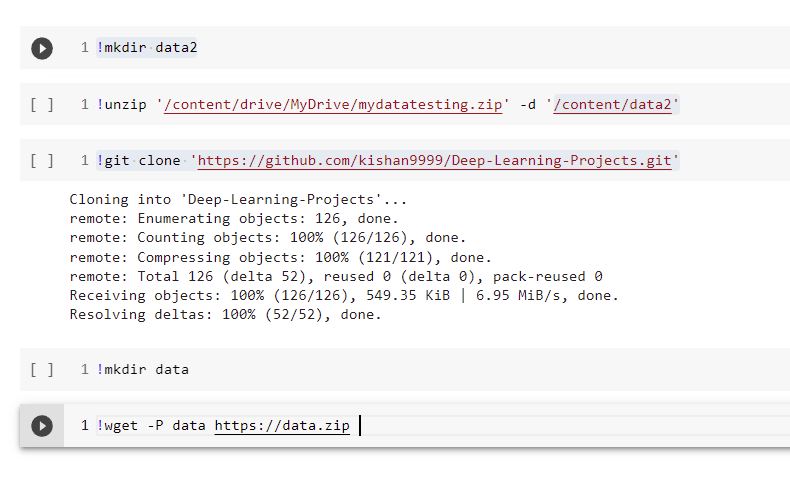 1 !mkdir data2
[ ] 1 !unzip '/content/drive/MyDrive/mydatatesting.zip' -d '/content/data2'
[ ] 1 !git clone 'https://github.com/kishan9999/Deep-Learning-Projects.git'
Cloning into 'Deep-Learning-Projects'...
remote: Enumerating objects: 126, done.
remote: Counting objects: 100% (126/126), done.
remote: Compressing objects: 100% (121/121), done.
remote: Total 126 (delta 52), reused 0 (delta 0), pack-reused 0
Receiving objects: 100% (126/126), 549.35 KiB | 6.95 MiB/s, done.
Resolving deltas: 100% (52/52), done.
[ ] 1 !mkdir data
1 !wget -P data https://data.zip